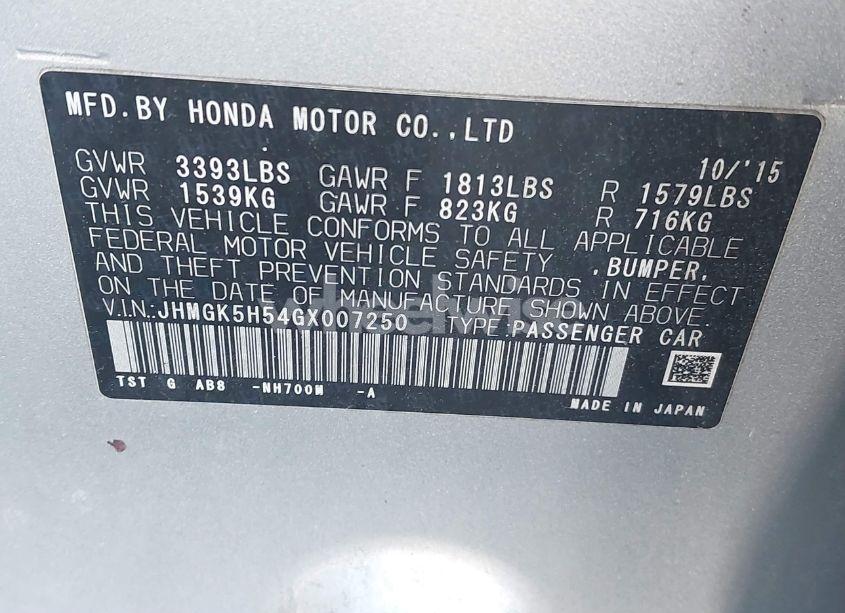 MFD.BY HONDA MOTOR CO.,LTD
10/'15
GVWR 3393LBS GAWR F 1813LBS R 1579LBS
GVWR 1539KG GAWR F 823KG R 716KG
THIS VEHICLE CONFORMS TO ALL APPLICABLE
FEDERAL MOTOR VEHICLE SAFETY ,BUMPER,
AND THEFT PREVENTION STANDARDS IN EFFECT
ON THE DATE OF MANUFACTURE SHOWN ABOVE.
V.I.N.:JHMGK5H54GX007250 TYPE:PASSENGER CAR
TST G AB8 -NH700M -A
MADE IN JAPAN